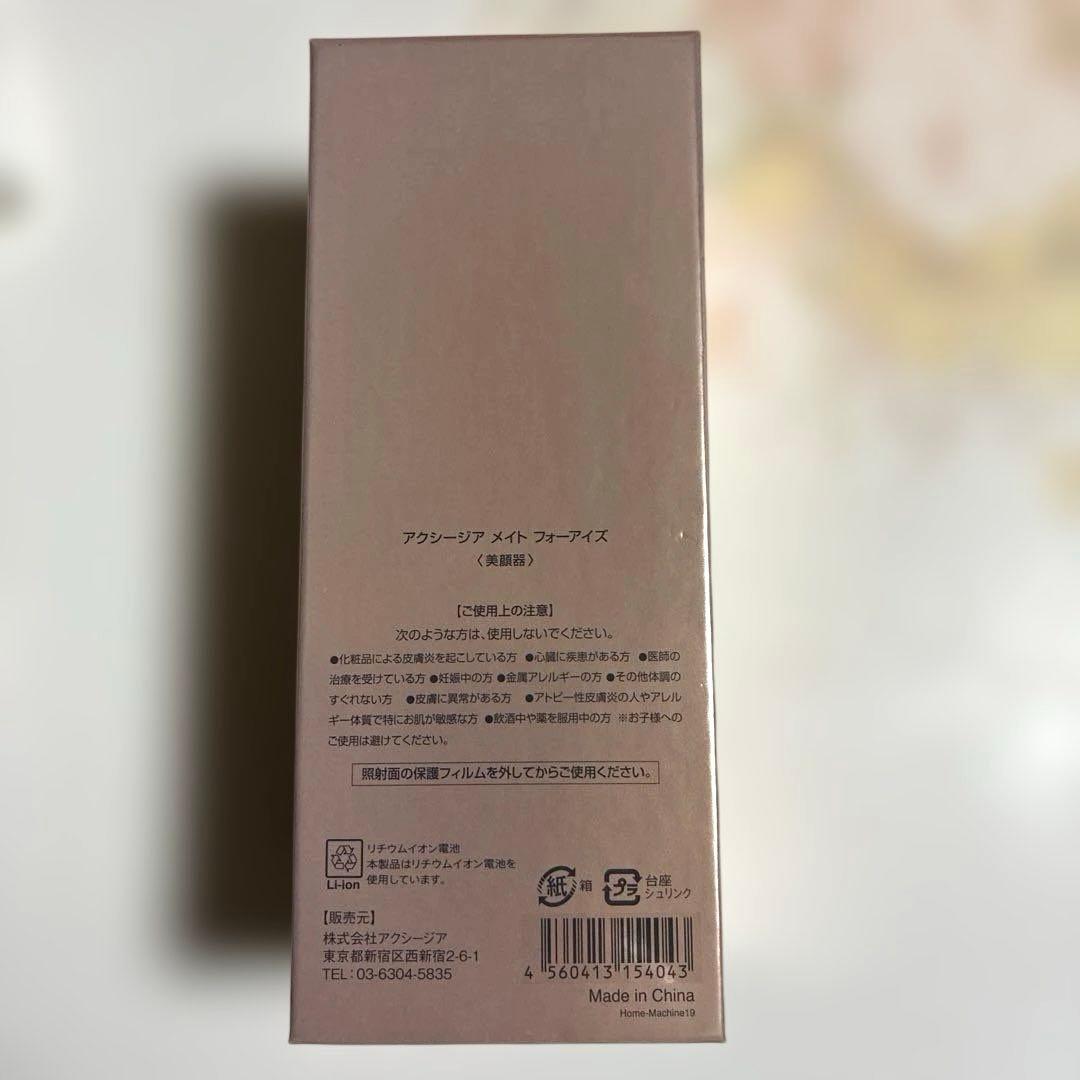 アクシージア メイト フォーアイズ
〈美顔器〉
【ご使用上の注意】
次のような方は、使用しないでください。
●化粧品による皮膚炎を起こしている方 ●心臓に疾患がある方 ●医師の
治療を受けている方 ●妊娠中の方 ●金属アレルギーの方 ●その他体調の
すぐれない方 ●皮膚に異常がある方 ●アトピー性皮膚炎の人やアレル
ギー体質で特にお肌が敏感な方 ●飲酒中や薬を服用中の方 ※お子様への
ご使用は避けてください。
照射面の保護フィルムを外してからご使用ください。
リチウムイオン電池
本製品はリチウムイオン電池を
使用しています。
Li-ion
紙 箱
プラ 台座
シュリンク
【販売元】
株式会社アクシージア
東京都新宿区西新宿2-6-1
TEL：03-6304-5835
4 560413 154043
Made in China
Home-Machine19